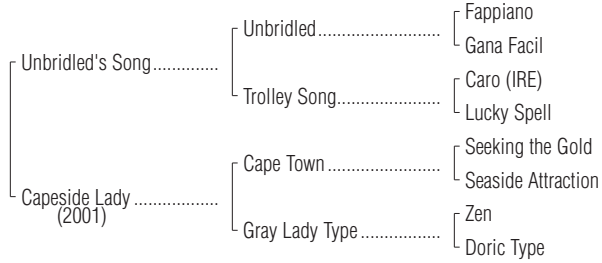 Fappiano
Unbridled..........................
Gana Facil
Unbridled's Song..............
Caro (IRE)
Trolley Song......................
Lucky Spell
Seeking the Gold
Cape Town ........................
Seaside Attraction
Capeside Lady ..................
(2001)
Zen
Gray Lady Type .................
Doric Type